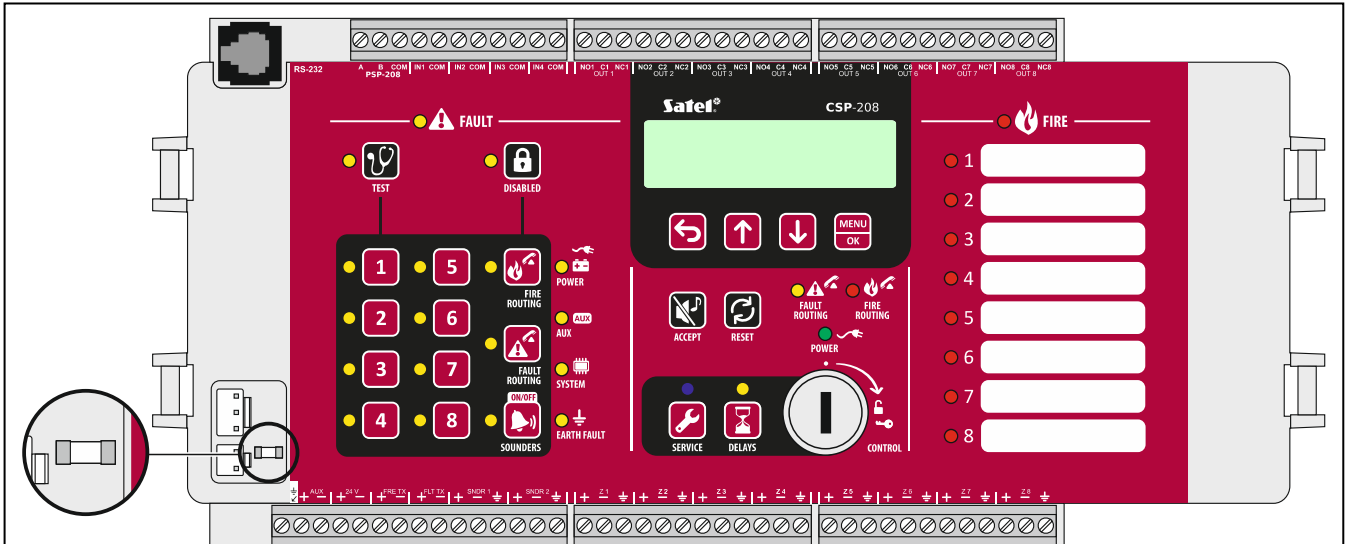 RS-232
A B COM IN1 COM IN2 COM IN3 COM IN4 COM
PSP-208
NO1 C1 NC1 NO2 C2 NC2 NO3 C3 NC3 NO4 C4 NC4
OUT 1 OUT 2 OUT 3 OUT 4
NO5 C5 NC5 NO6 C6 NC6 NO7 C7 NC7 NO8 C8 NC8
OUT 5 OUT 6 OUT 7 OUT 8
FAULT
Satel
CSP-208
FIRE
TEST
DISABLED
1
2
3
4
5
6
7
8
MENU
OK
1 5
2 6
3 7
4 8
FIRE
ROUTING
FAULT
ROUTING
ON/OFF
SOUNDERS
POWER
AUX
AUX
SYSTEM
EARTH FAULT
ACCEPT
RESET
FAULT
ROUTING
FIRE
ROUTING
POWER
SERVICE
DELAYS
CONTROL
+ AUX − + 24 V − + FRE TX − + FLT TX − + SNDR 1 − + SNDR 2 −
+ Z 1 − + Z 2 − + Z 3 − + Z 4 −
+ Z 5 − + Z 6 − + Z 7 − + Z 8 −